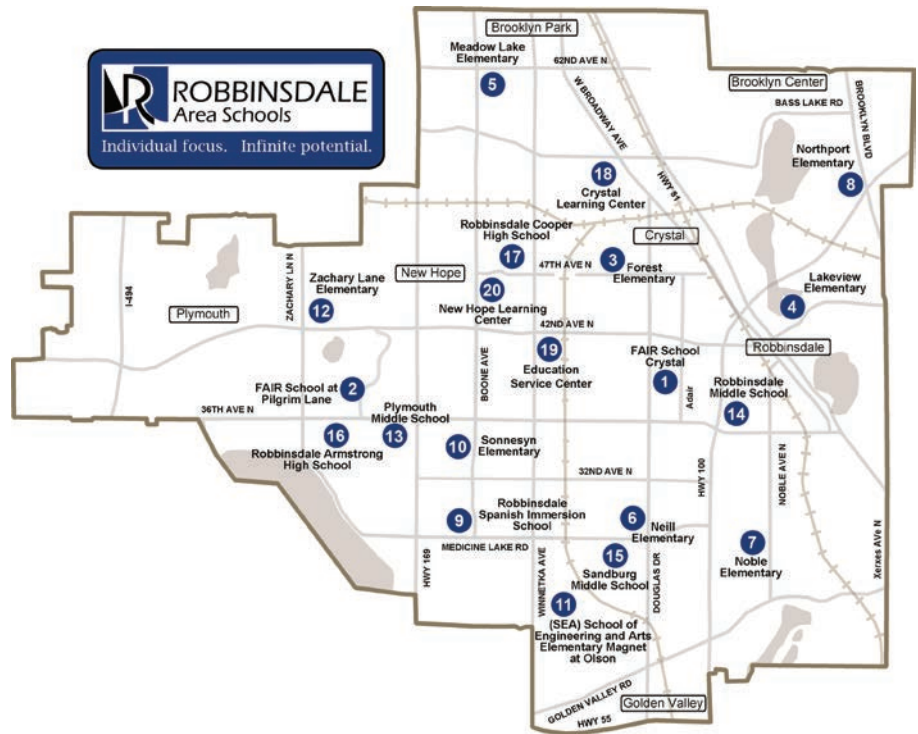 Brooklyn Park
Meadow Lake
Elementary
62ND AVE N
5
ROBBINSDALE
Area Schools
Individual focus. Infinite potential.
W BROADWAY AVE
Brooklyn Center
BASS LAKE RD
BROOKLYN BLVD
Northport
Elementary
8
18
Crystal
Learning Center
HWY 81
Robbinsdale Cooper
High School
17
Crystal
47TH AVE N
3
Forest
Elementary
New Hope
Zachary Lane
Elementary
12
ZACHARY LN N
I-494
Plymouth
20
New Hope Learning
Center
Lakeview
Elementary
4
42ND AVE N
19
Education
Service Center
FAIR School
Crystal
1
Adair
Robbinsdale
Robbinsdale
Middle School
14
BOONE AVE
FAIR School at
Pilgrim Lane
2
36TH AVE N
Plymouth
Middle School
13
16
Robbinsdale Armstrong
High School
10
Sonnesyn
Elementary
32ND AVE N
HWY 100
NOBLE AVE N
9
Robbinsdale
Spanish Immersion
School
6
Neill
Elementary
7
Noble
Elementary
Xerxes AVe N
MEDICINE LAKE RD
HWY 169
WINNETKA AVE
15
Sandburg
Middle School
DOUGLAS DR
11
(SEA) School of
Engineering and Arts
Elementary Magnet
at Olson
GOLDEN VALLEY RD
HWY 55
Golden Valley